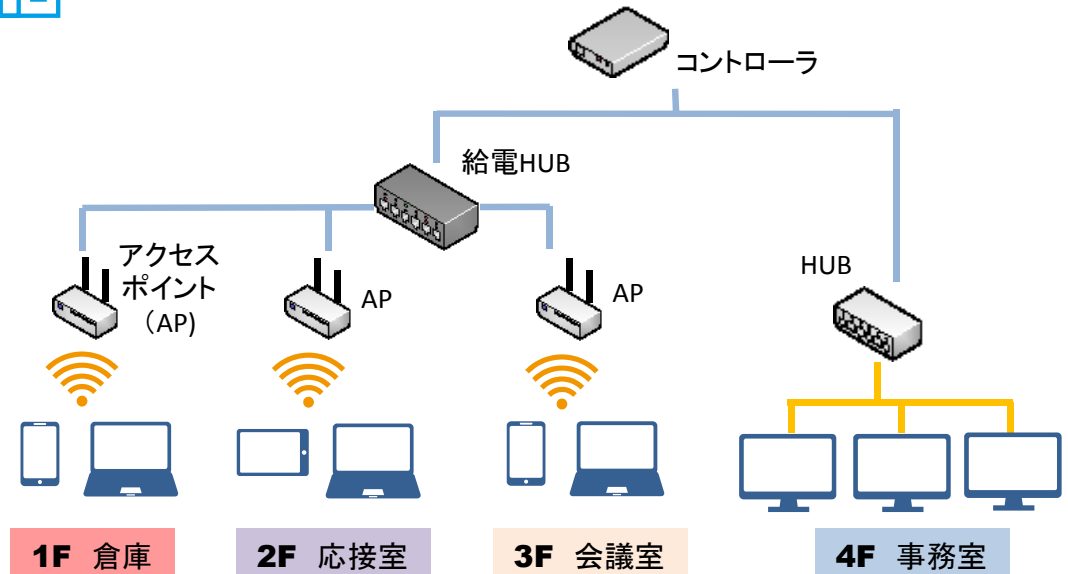 コントローラ
給電HUB
アクセス
ポイント
（AP)
AP
AP
HUB
1F 倉庫
2F 応接室
3F 会議室
4F 事務室